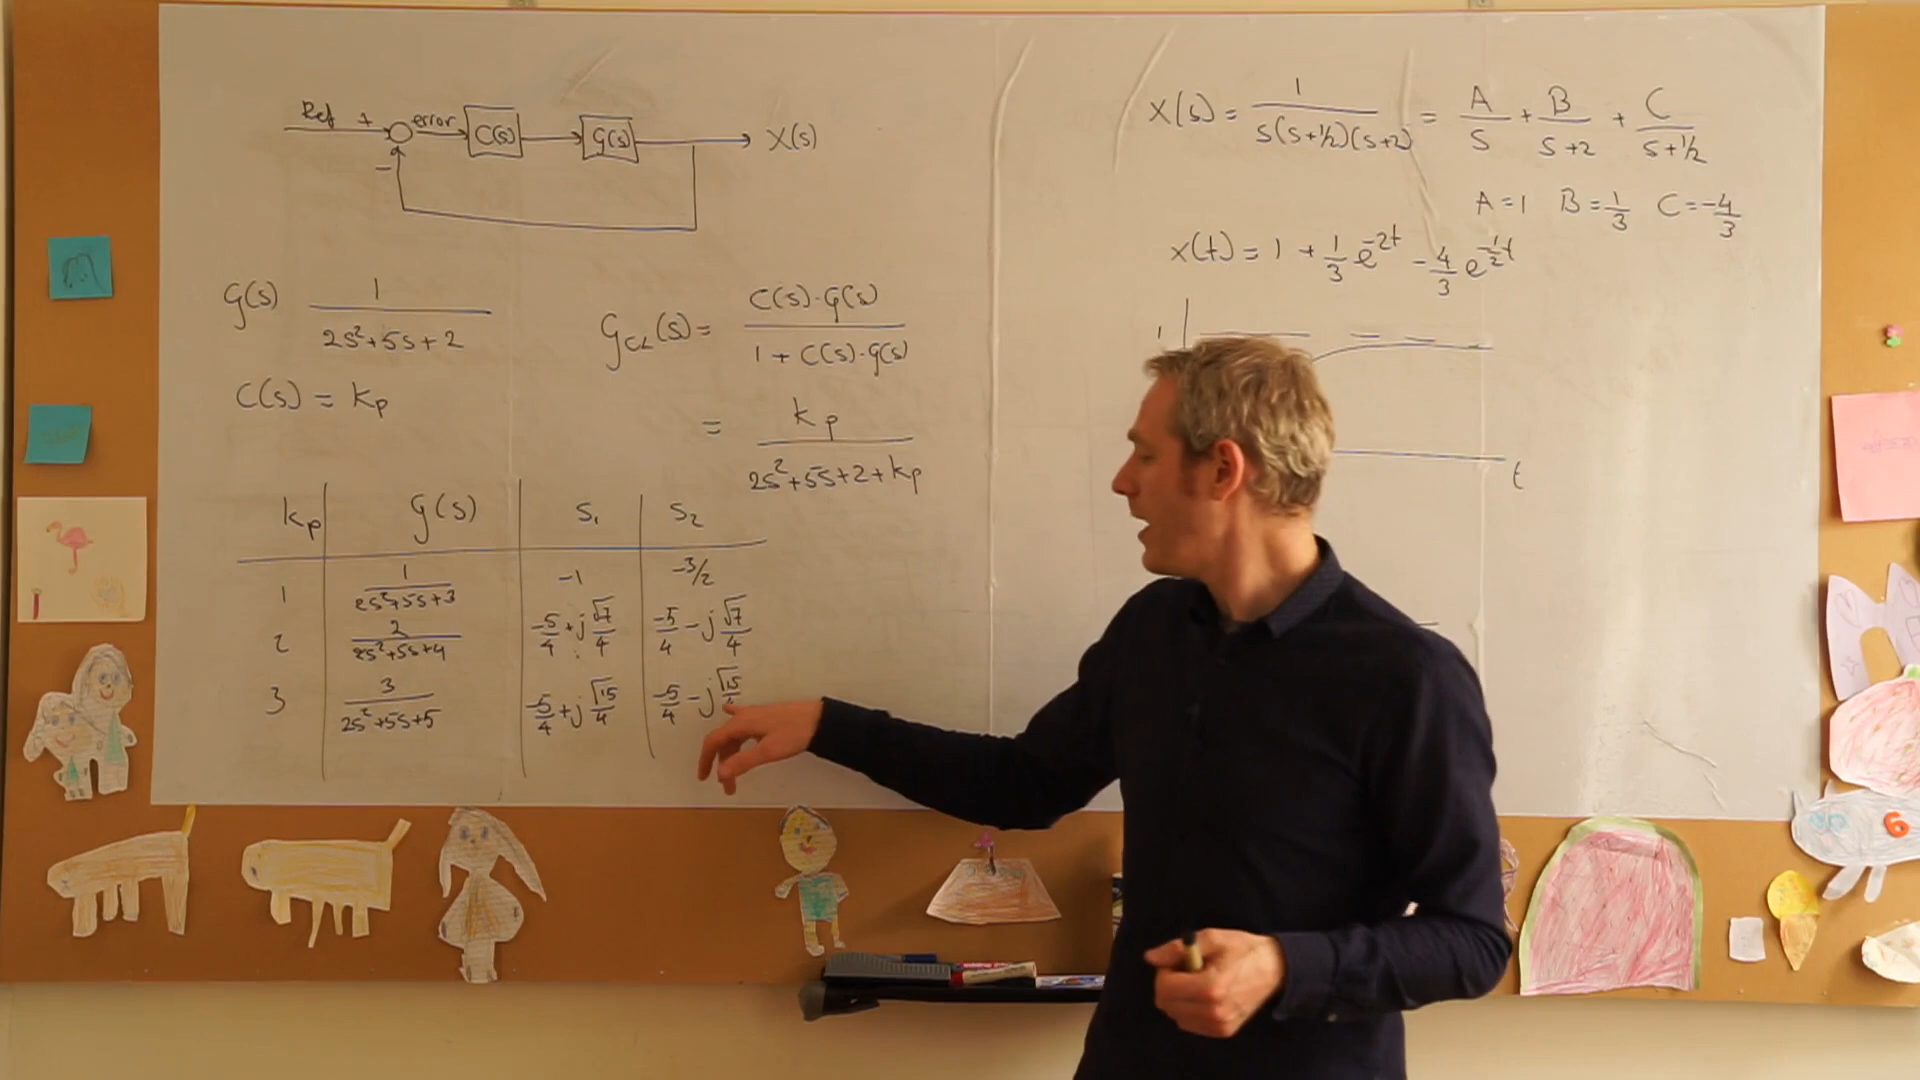 Ref + error C(s) G(s) X(s)
−
G(s) 1/(2s²+5s+2)
C(s) = kp
G_CL(s) = C(s)·G(s)/(1 + C(s)·G(s))
= kp/(2s²+5s+2+kp)
kp G(s) S₁ S₂
1 1/(2s²+5s+3) −1 −3/2
2 2/(2s²+5s+4) −5/4+j√7/4 −5/4−j√7/4
3 3/(2s²+5s+5) −5/4+j√15/4 −5/4−j√15/4
X(s) = 1/(s(s+½)(s+2)) = A/s + B/(s+2) + C/(s+½)
A=1 B=1/3 C=−4/3
x(t) = 1 + 1/3 e^(−2t) − 4/3 e^(−½t)
1
t
6